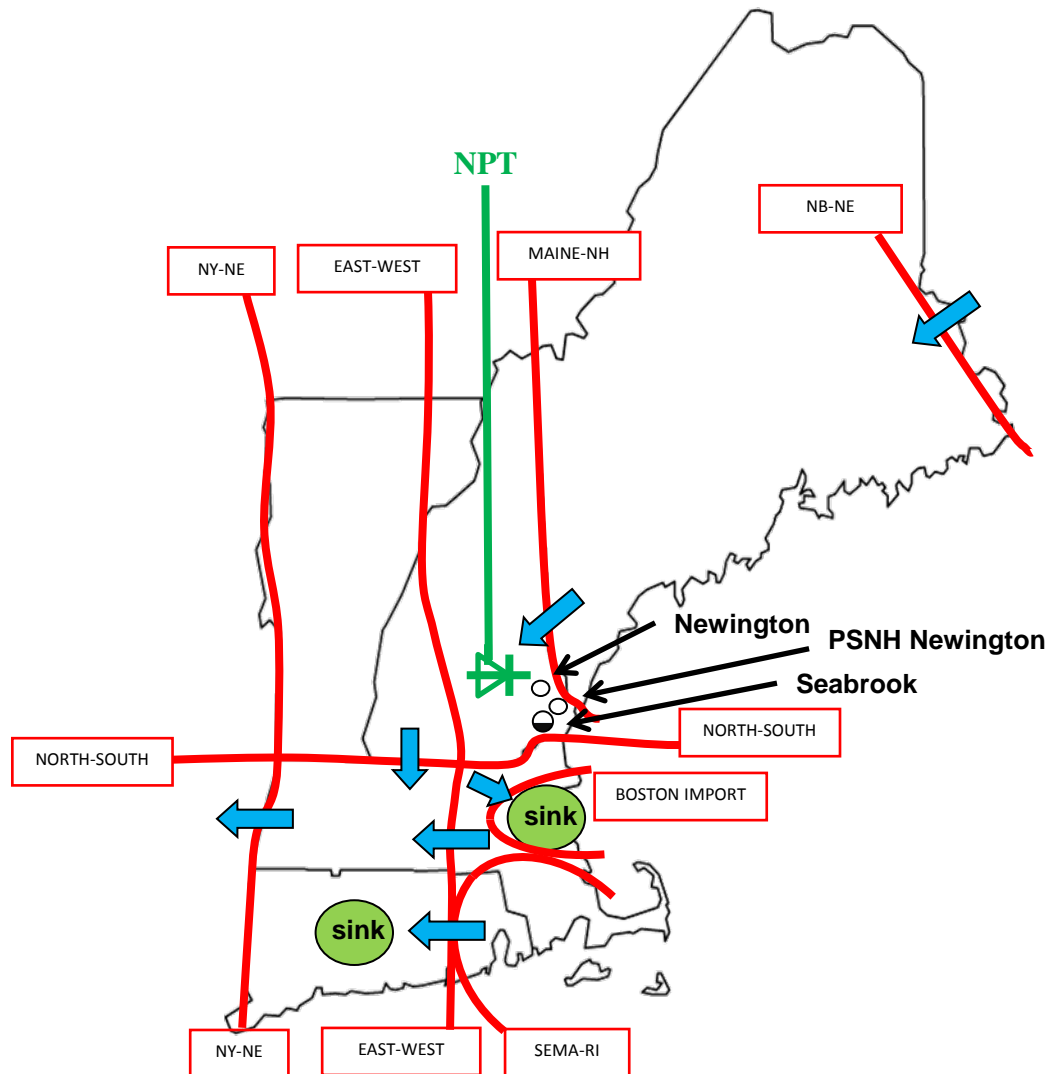 NPT
NB-NE
EAST-WEST
MAINE-NH
NY-NE
Newington
PSNH Newington
Seabrook
NORTH-SOUTH
NORTH-SOUTH
BOSTON IMPORT
sink
sink
NY-NE
EAST-WEST
SEMA-RI